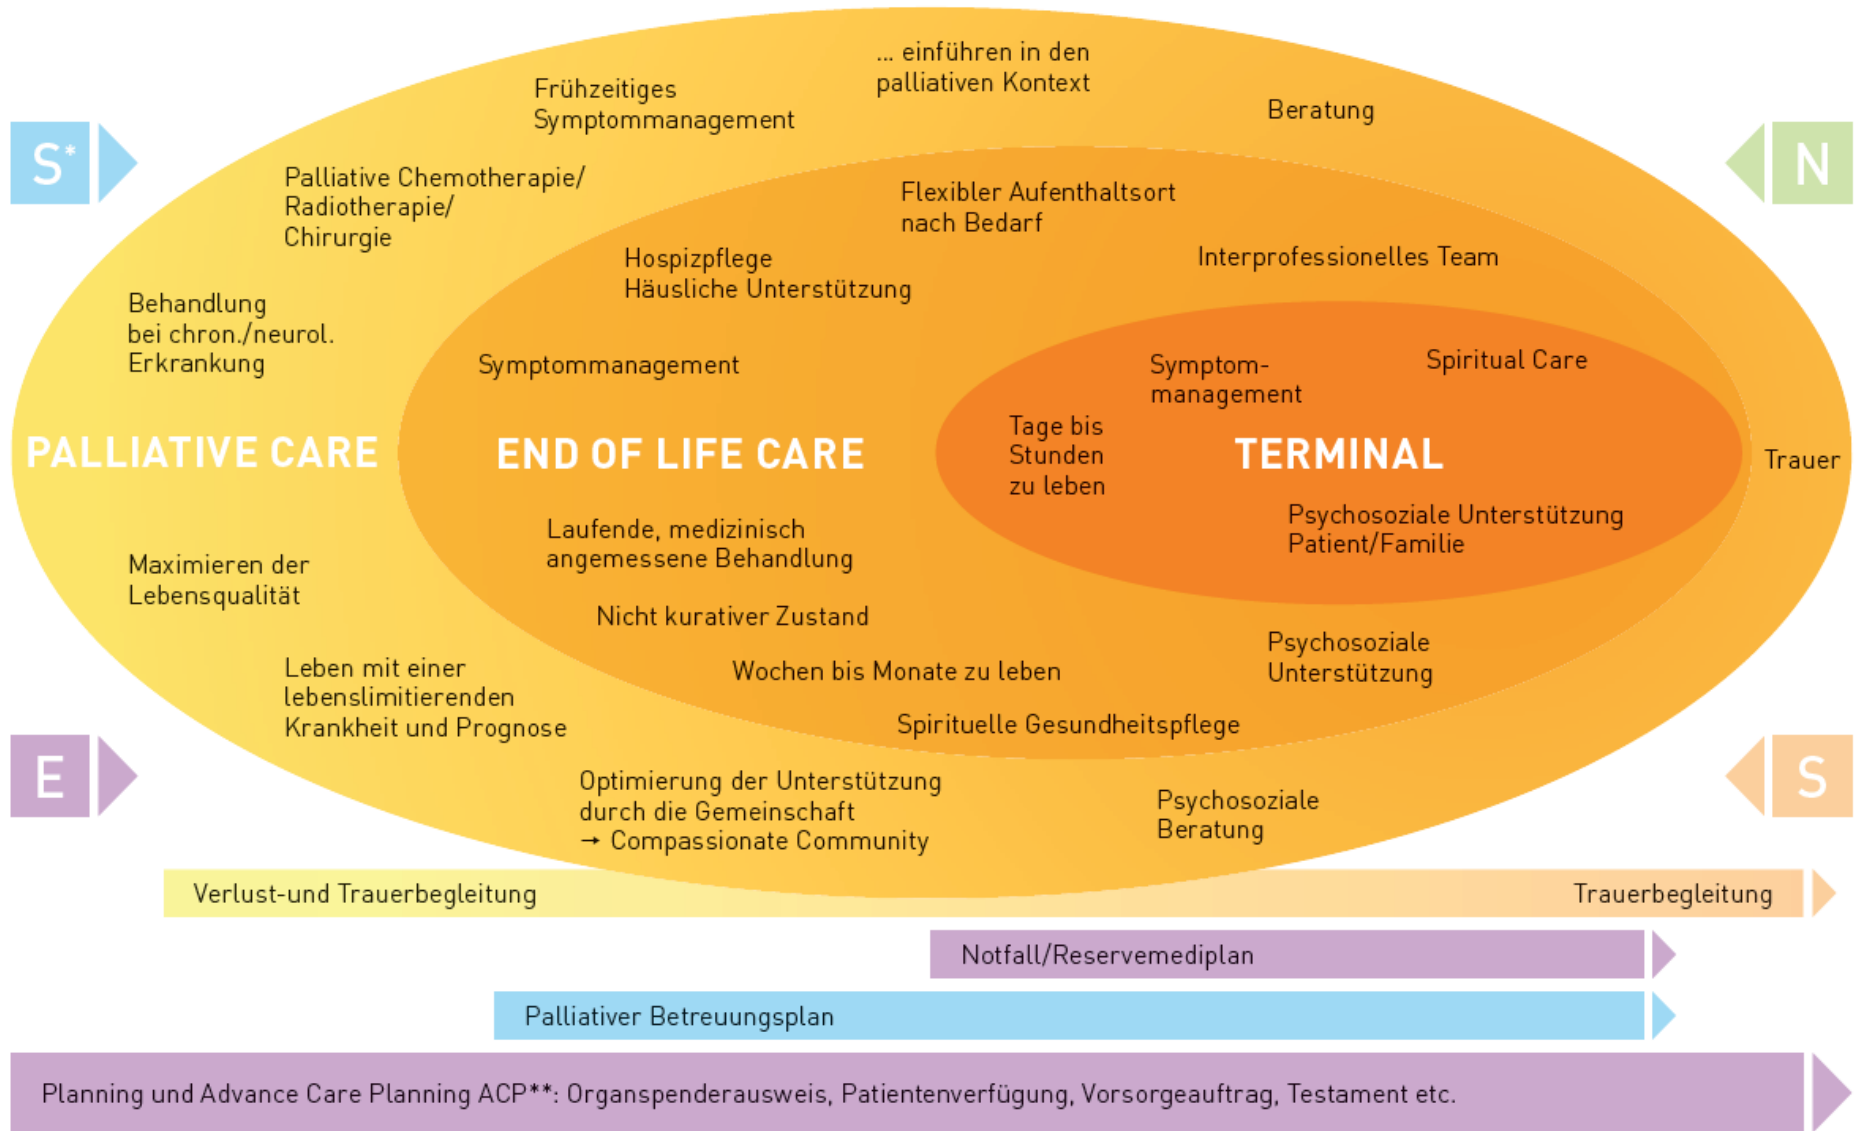 ... einführen in den
palliativen Kontext
Frühzeitiges
Symptommanagement
Beratung
S*
N
Palliative Chemotherapie/
Radiotherapie/
Chirurgie
Flexibler Aufenthaltsort
nach Bedarf
Hospizpflege
Häusliche Unterstützung
Interprofessionelles Team
Behandlung
bei chron./neurol.
Erkrankung
Symptommanagement
Symptom-
management
Spiritual Care
Tage bis
Stunden
zu leben
PALLIATIVE CARE
END OF LIFE CARE
TERMINAL
Trauer
Psychosoziale Unterstützung
Patient/Familie
Laufende, medizinisch
angemessene Behandlung
Maximieren der
Lebensqualität
Nicht kurativer Zustand
Psychosoziale
Unterstützung
Leben mit einer
lebenslimitierenden
Krankheit und Prognose
Wochen bis Monate zu leben
Spirituelle Gesundheitspflege
E
S
Optimierung der Unterstützung
durch die Gemeinschaft
→ Compassionate Community
Psychosoziale
Beratung
Verlust-und Trauerbegleitung
Trauerbegleitung
Notfall/Reservemediplan
Palliativer Betreuungsplan
Planning und Advance Care Planning ACP**: Organspenderausweis, Patientenverfügung, Vorsorgeauftrag, Testament etc.